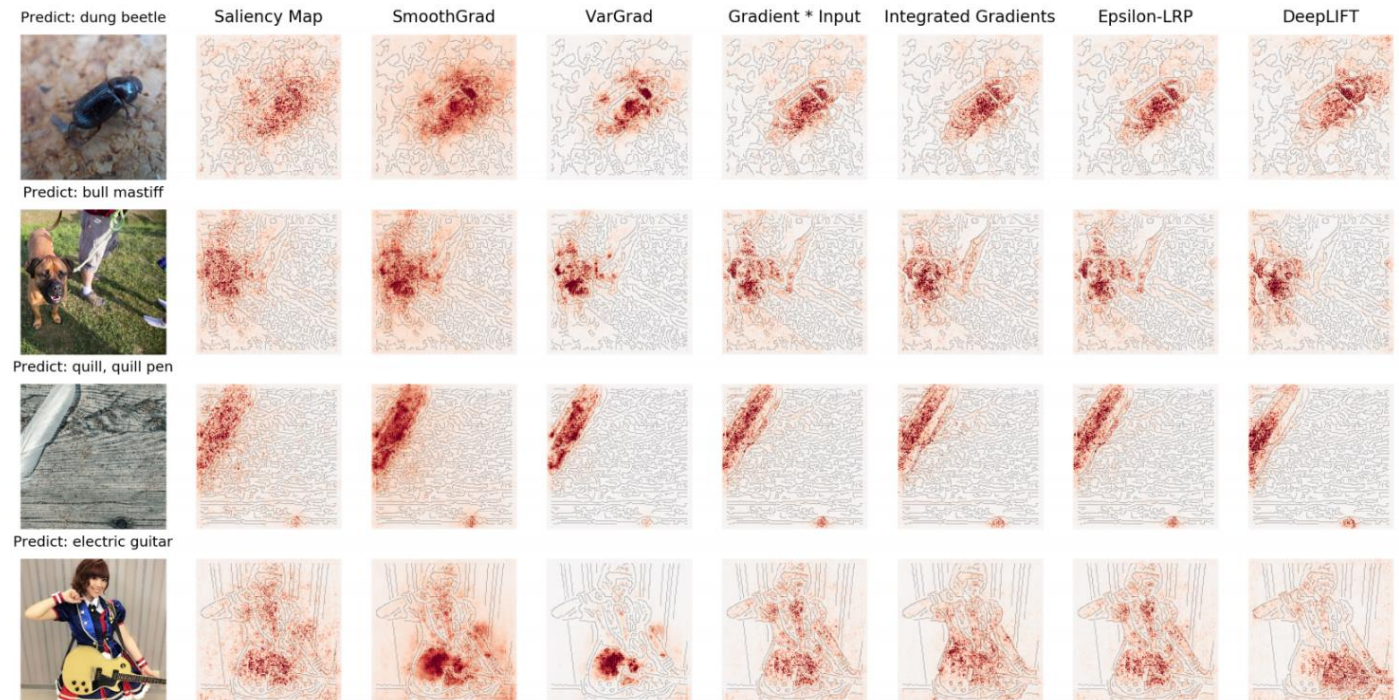 Predict: dung beetle
Saliency Map
SmoothGrad
VarGrad
Gradient * Input
Integrated Gradients
Epsilon-LRP
DeepLIFT
Predict: bull mastiff
Predict: quill, quill pen
Predict: electric guitar